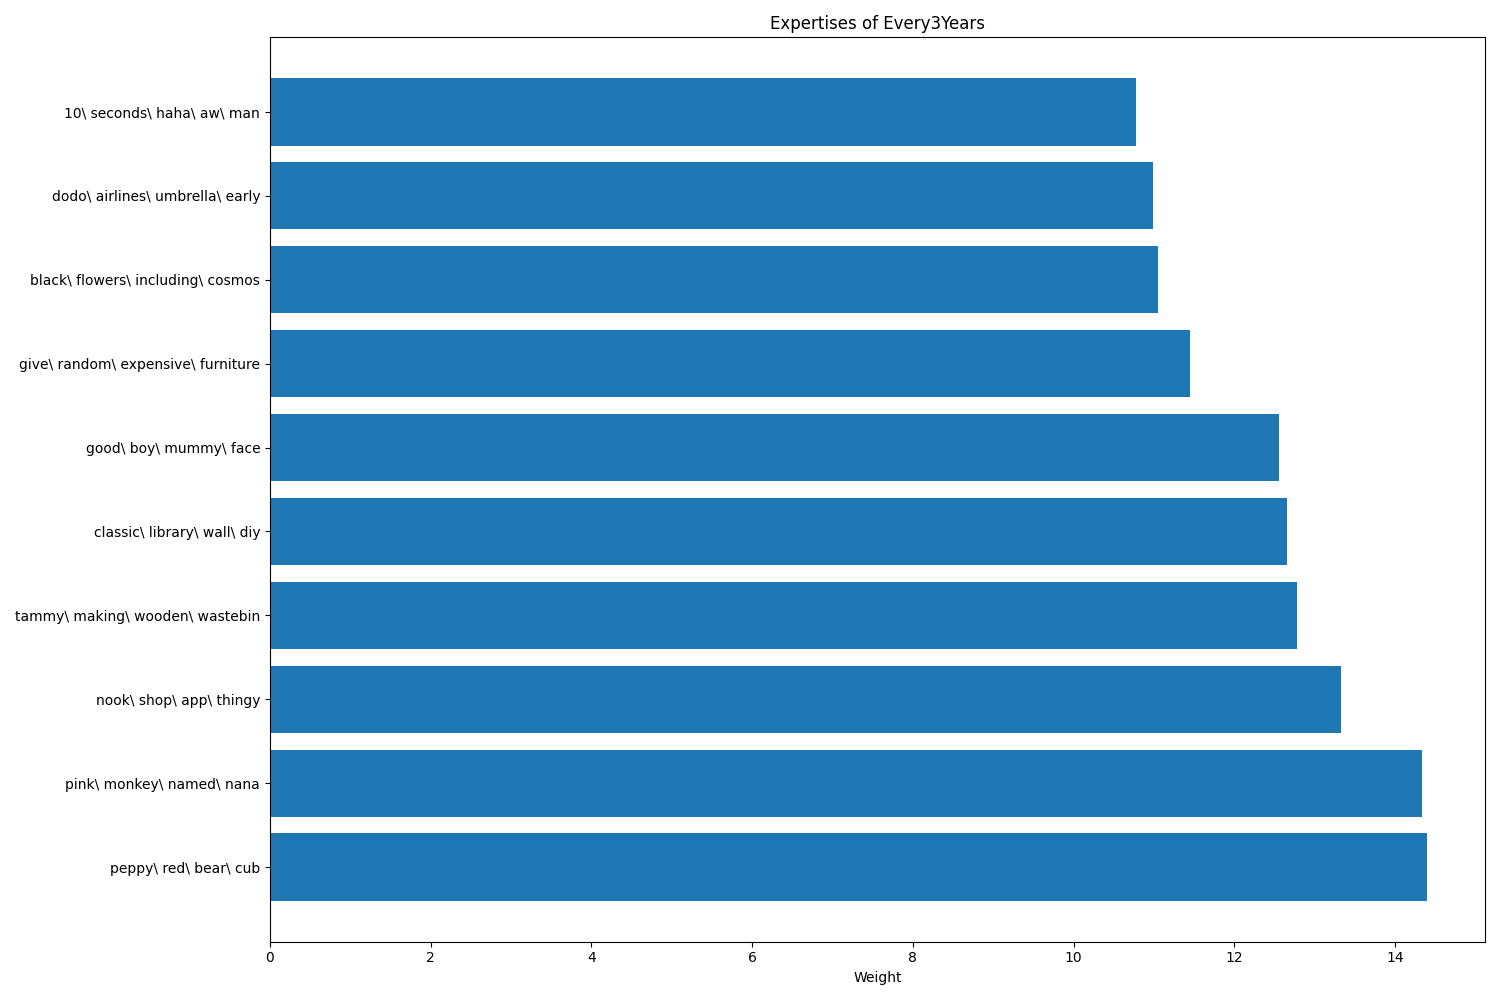 Expertises of Every3Years
10\ seconds\ haha\ aw\ man
dodo\ airlines\ umbrella\ early
black\ flowers\ including\ cosmos
give\ random\ expensive\ furniture
good\ boy\ mummy\ face
classic\ library\ wall\ diy
tammy\ making\ wooden\ wastebin
nook\ shop\ app\ thingy
pink\ monkey\ named\ nana
peppy\ red\ bear\ cub
0 2 4 6 8 10 12 14
Weight